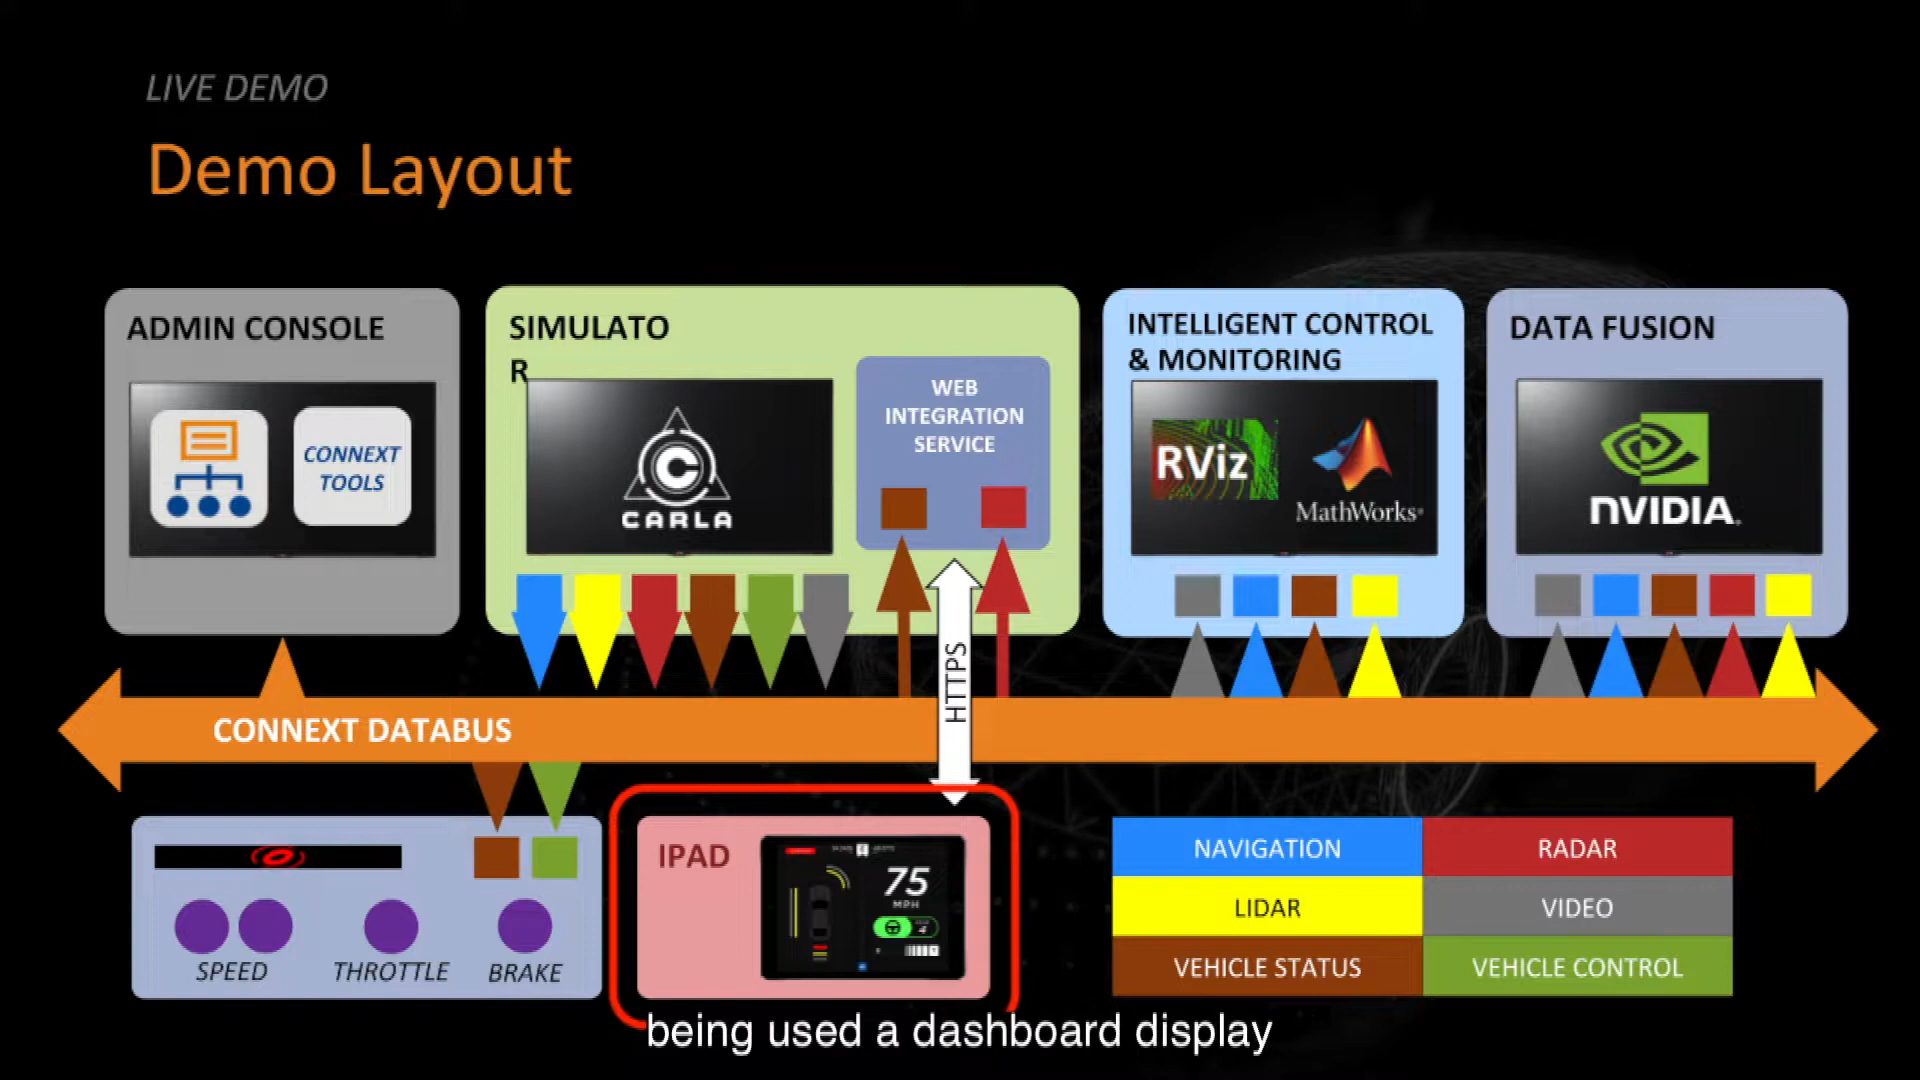 LIVE DEMO
Demo Layout
ADMIN CONSOLE
CONNEXT
TOOLS
SIMULATO
R
CARLA
WEB
INTEGRATION
SERVICE
INTELLIGENT CONTROL
& MONITORING
RViz
MathWorks
DATA FUSION
NVIDIA
HTTPS
CONNEXT DATABUS
SPEED
THROTTLE
BRAKE
IPAD
75
MPH
4
NAVIGATION
RADAR
LIDAR
VIDEO
VEHICLE STATUS
VEHICLE CONTROL
being used a dashboard display